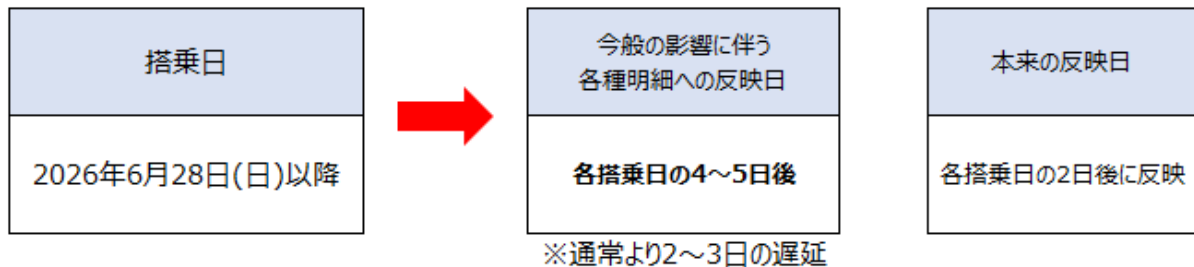 搭乗日
2026年6月28日(日)以降
今般の影響に伴う
各種明細への反映日
各搭乗日の4～5日後
※通常より2～3日の遅延
本来の反映日
各搭乗日の2日後に反映